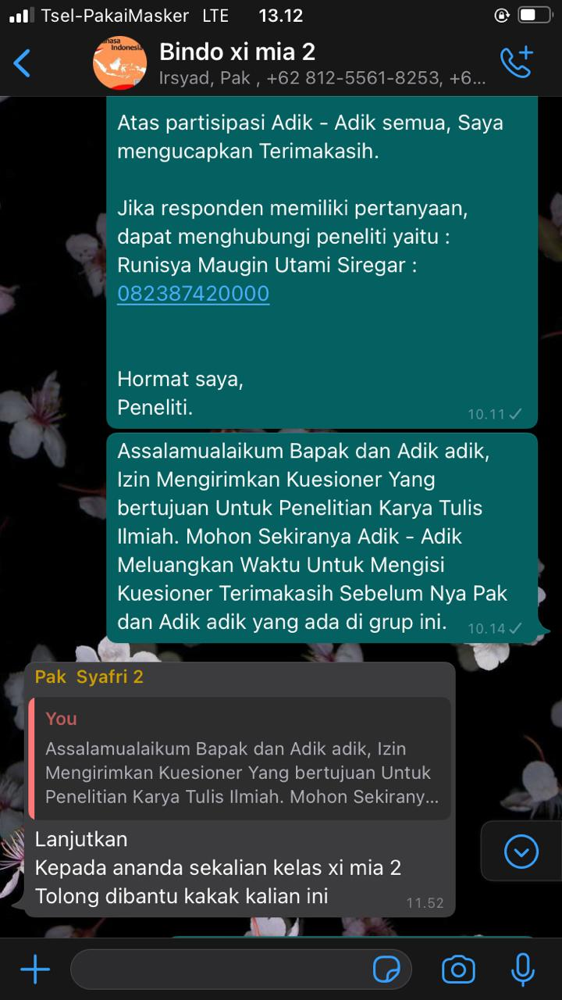 Tsel-PakaiMasker LTE 13.12
Bindo xi mia 2
Irsyad, Pak , +62 812-5561-8253, +6...
Atas partisipasi Adik - Adik semua, Saya
mengucapkan Terimakasih.
Jika responden memiliki pertanyaan,
dapat menghubungi peneliti yaitu :
Runisya Maugin Utami Siregar :
082387420000
Hormat saya,
Peneliti.
10.11
Assalamualaikum Bapak dan Adik adik,
Izin Mengirimkan Kuesioner Yang
bertujuan Untuk Penelitian Karya Tulis
Ilmiah. Mohon Sekiranya Adik - Adik
Meluangkan Waktu Untuk Mengisi
Kuesioner Terimakasih Sebelum Nya Pak
dan Adik adik yang ada di grup ini.
10.14
Pak Syafri 2
You
Assalamualaikum Bapak dan Adik adik, Izin
Mengirimkan Kuesioner Yang bertujuan Untuk
Penelitian Karya Tulis Ilmiah. Mohon Sekirany...
Lanjutkan
Kepada ananda sekalian kelas xi mia 2
Tolong dibantu kakak kalian ini
11.52